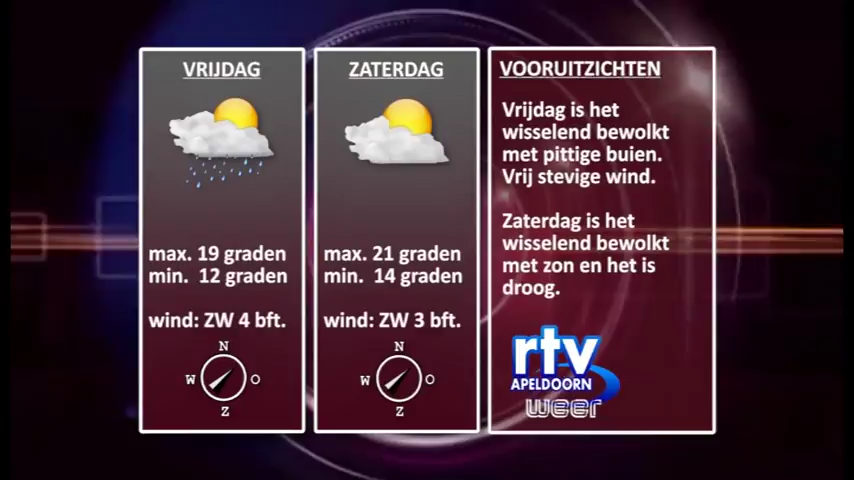 VRIJDAG
max. 19 graden
min. 12 graden
wind: ZW 4 bft.
N
W O
Z
ZATERDAG
max. 21 graden
min. 14 graden
wind: ZW 3 bft.
N
W O
Z
VOORUITZICHTEN
Vrijdag is het
wisselend bewolkt
met pittige buien.
Vrij stevige wind.
Zaterdag is het
wisselend bewolkt
met zon en het is
droog.
rtv
APELDOORN
weer